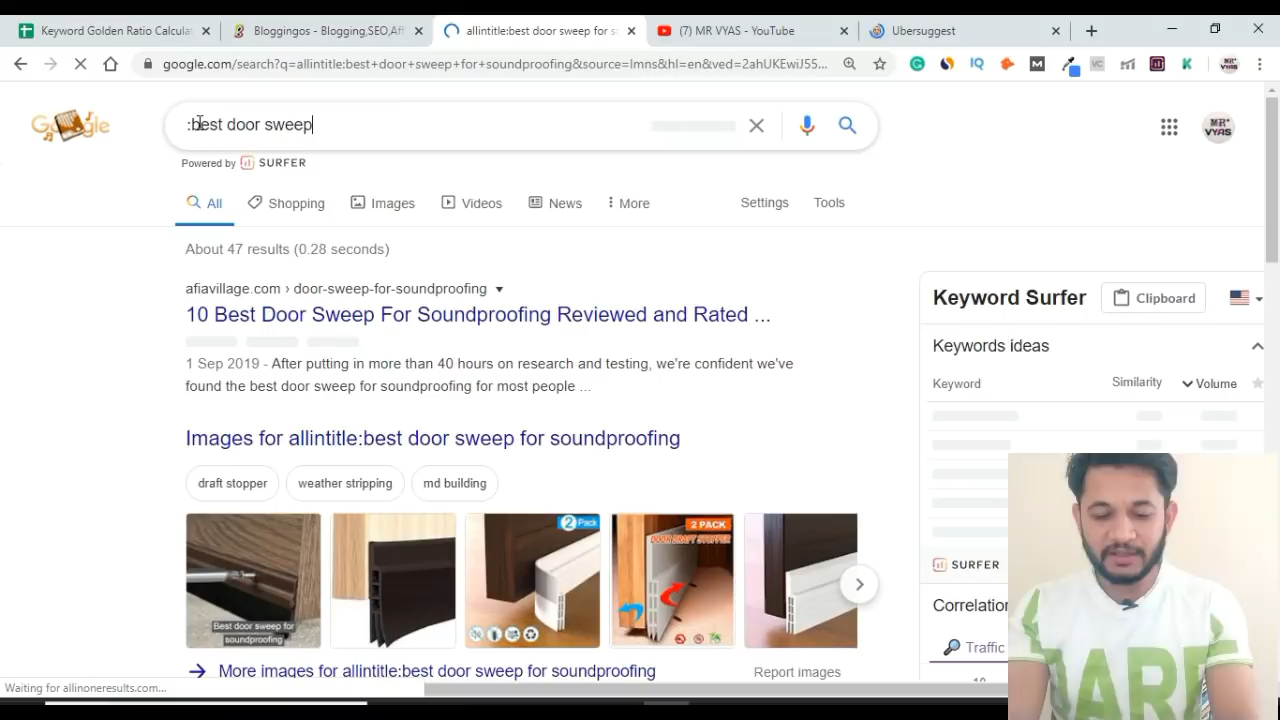 Keyword Golden Ratio Calcula
Bloggingos - Blogging,SEO,Aff
allintitle:best door sweep for s
(7) MR VYAS - YouTube
Ubersuggest
google.com/search?q=allintitle:best+door+sweep+for+soundproofing&source=lmns&hl=en&ved=2ahUKEwiJ55...
:best door sweep
MR VYAS
Powered by SURFER
All
Shopping
Images
Videos
News
More
Settings
Tools
About 47 results (0.28 seconds)
afiavillage.com › door-sweep-for-soundproofing
10 Best Door Sweep For Soundproofing Reviewed and Rated ...
1 Sep 2019 - After putting in more than 40 hours on research and testing, we're confident we've
found the best door sweep for soundproofing for most people ...
Images for allintitle:best door sweep for soundproofing
draft stopper
weather stripping
md building
Best door sweep for
soundproofing
2 Pack
2 PACK
DOOR DRAFT STOPPER
More images for allintitle:best door sweep for soundproofing
Report images
Keyword Surfer
Clipboard
Keywords ideas
Keyword
Similarity
Volume
SURFER
Correlation
Traffic
Waiting for allinoneresults.com...
DARE